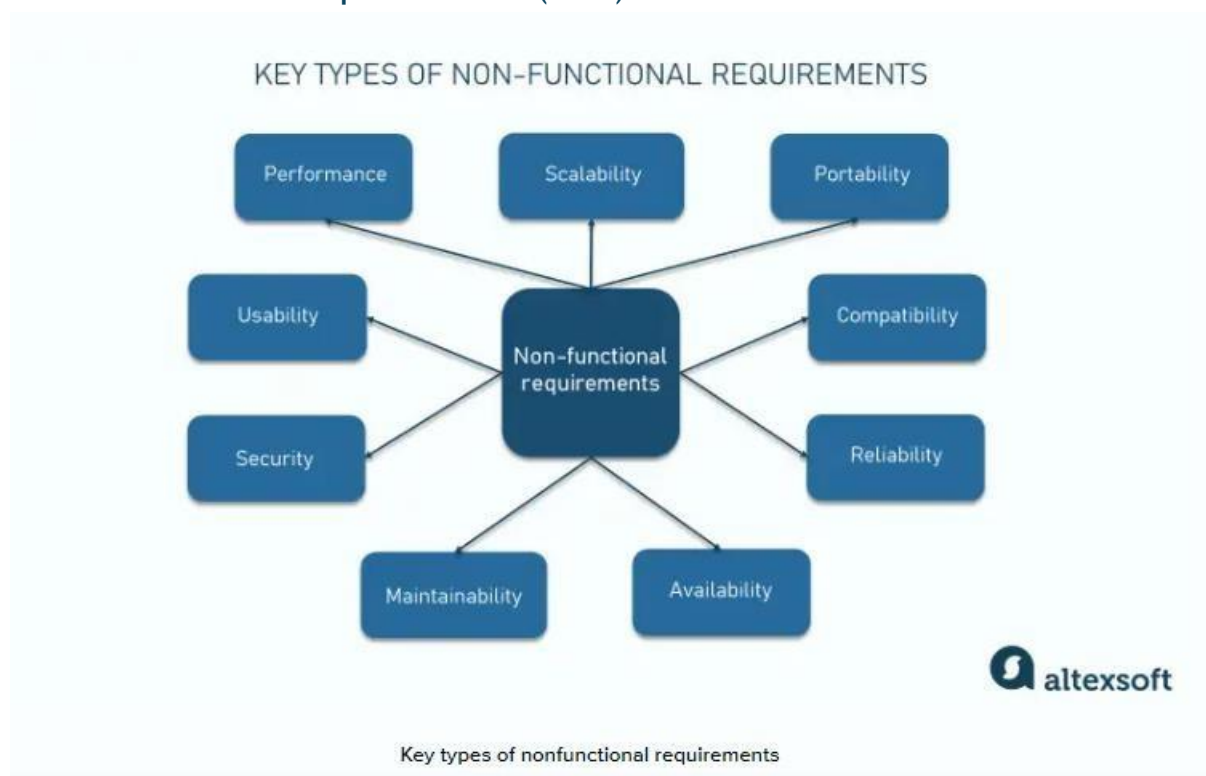 KEY TYPES OF NON-FUNCTIONAL REQUIREMENTS
Performance
Scalability
Portability
Usability
Compatibility
Non-functional
requirements
Security
Reliability
Maintainability
Availability
altexsoft
Key types of nonfunctional requirements